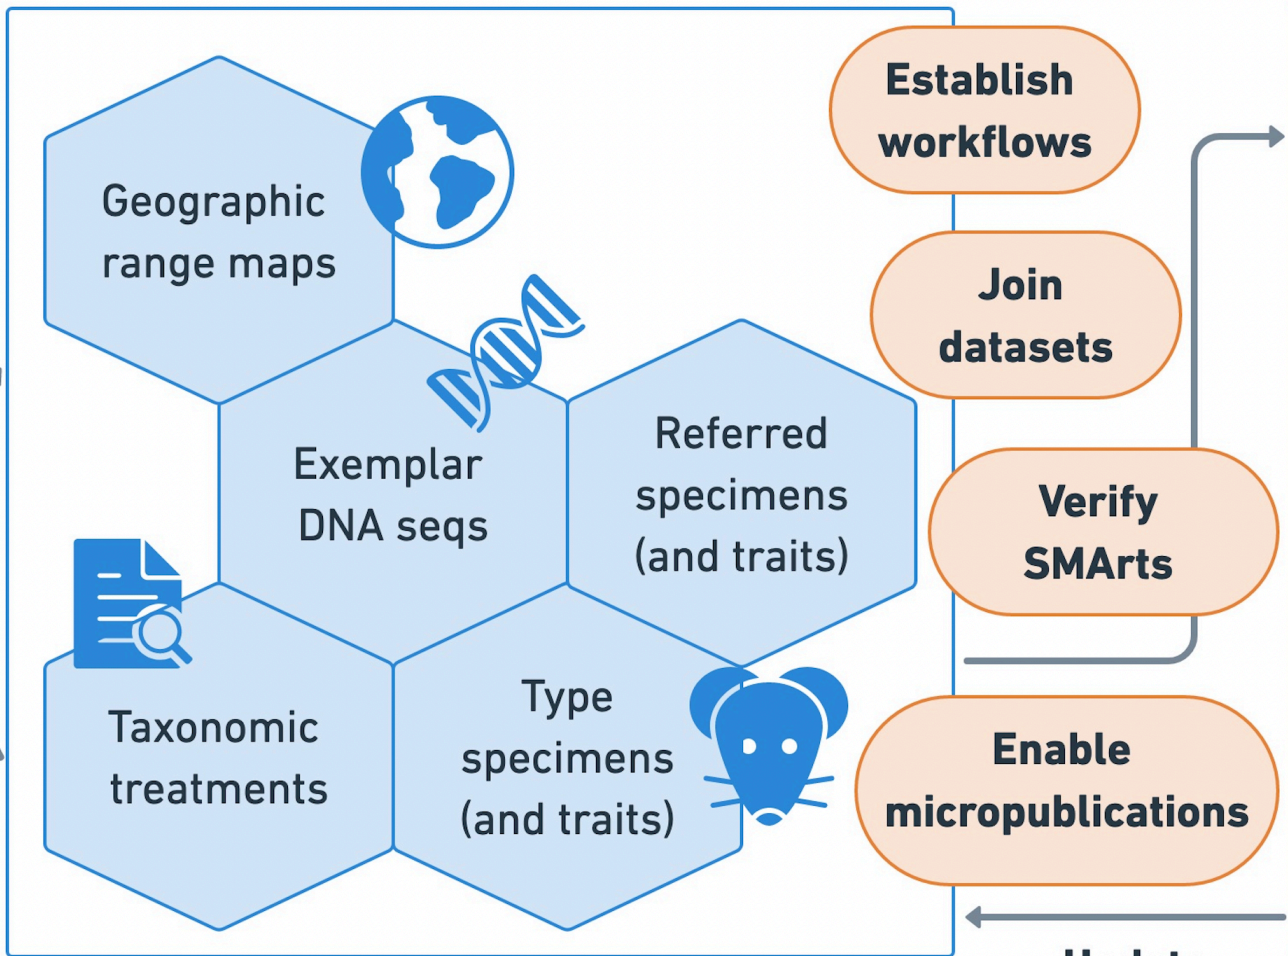 Geographic
range maps
Exemplar
DNA seqs
Referred
specimens
(and traits)
Taxonomic
treatments
Type
specimens
(and traits)
Establish
workflows
Join
datasets
Verify
SMArts
Enable
micropublications